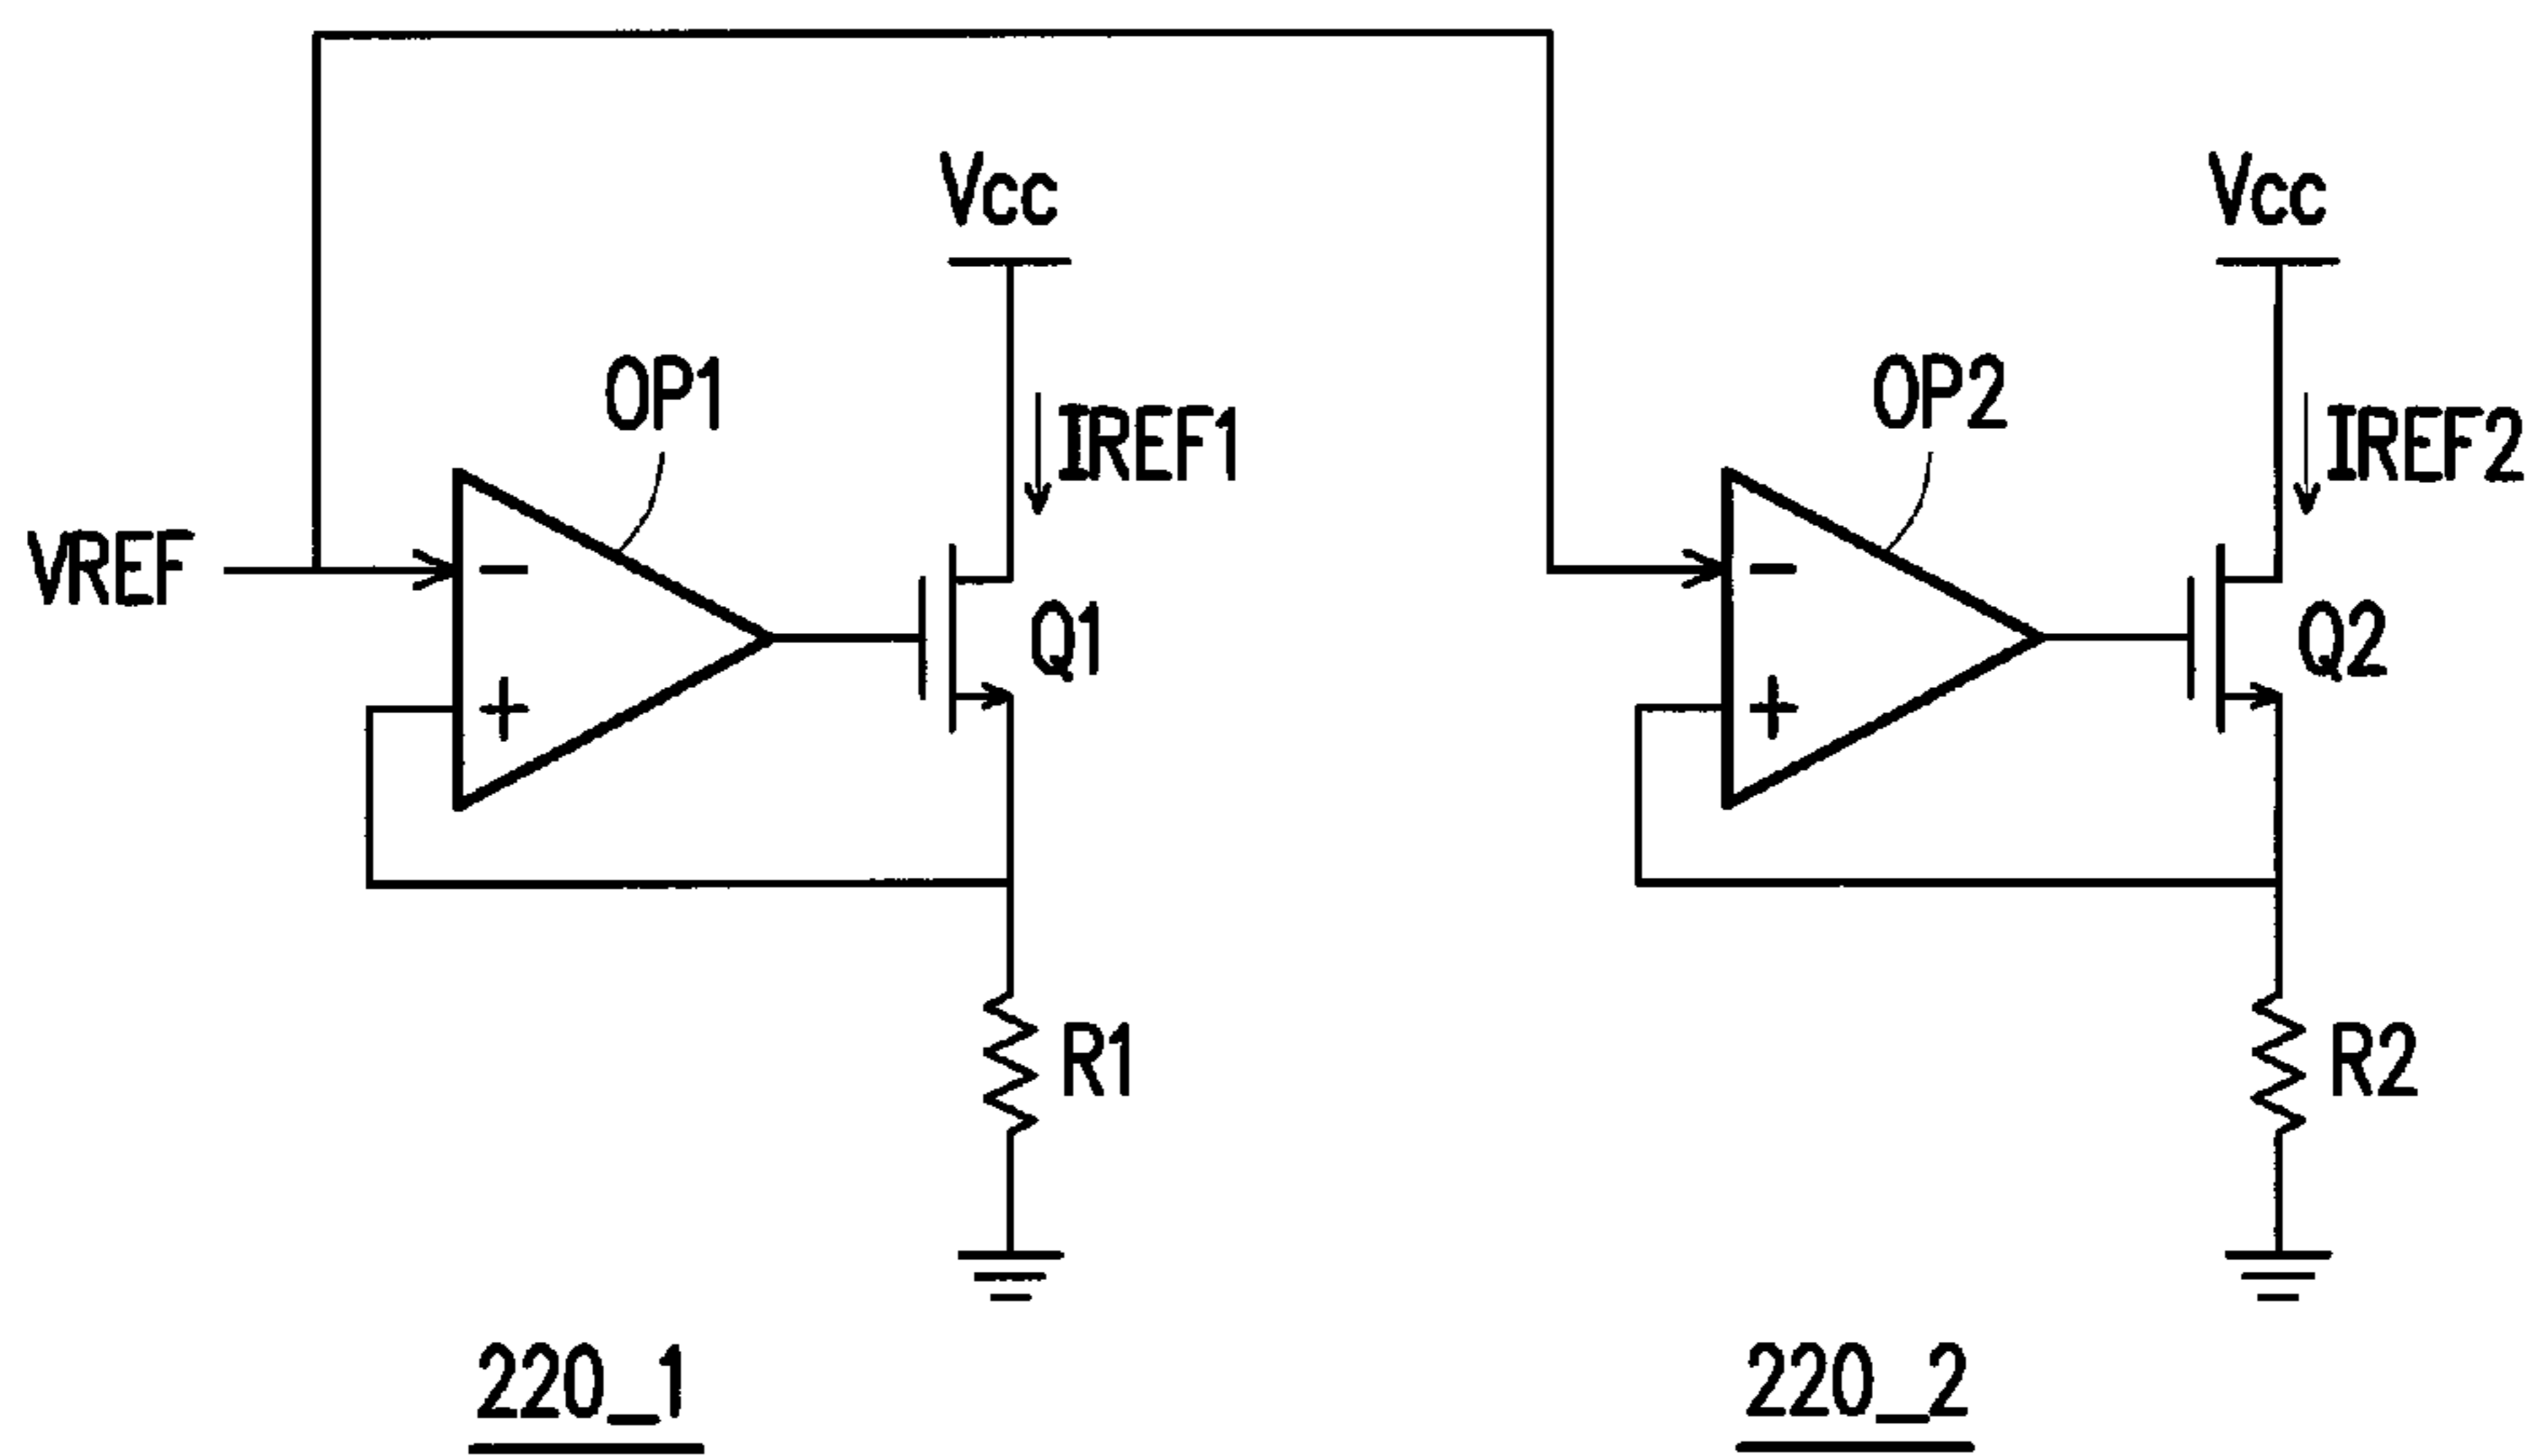 Vcc
Vcc
OP1
IREF1
OP2
IREF2
VREF
−
−
Q1
Q2
+
+
R1
R2
220_1
220_2